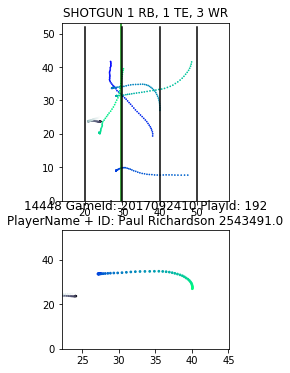 SHOTGUN 1 RB, 1 TE, 3 WR
50
40
30
20
10
0
20 30 40 50
14448 GameId: 2017092410 PlayId: 192
PlayerName + ID: Paul Richardson 2543491.0
40
20
0
25 30 35 40 45